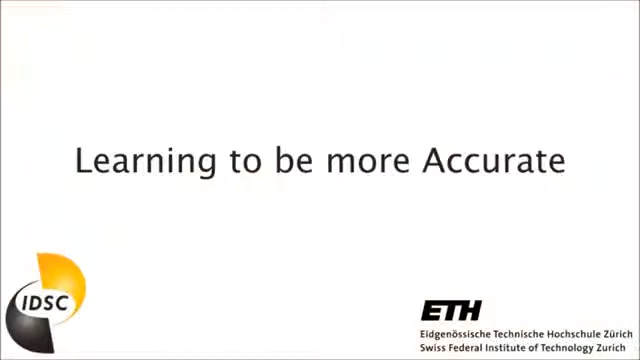 Learning to be more Accurate
IDSC
ETH
Eidgenössische Technische Hochschule Zürich
Swiss Federal Institute of Technology Zurich